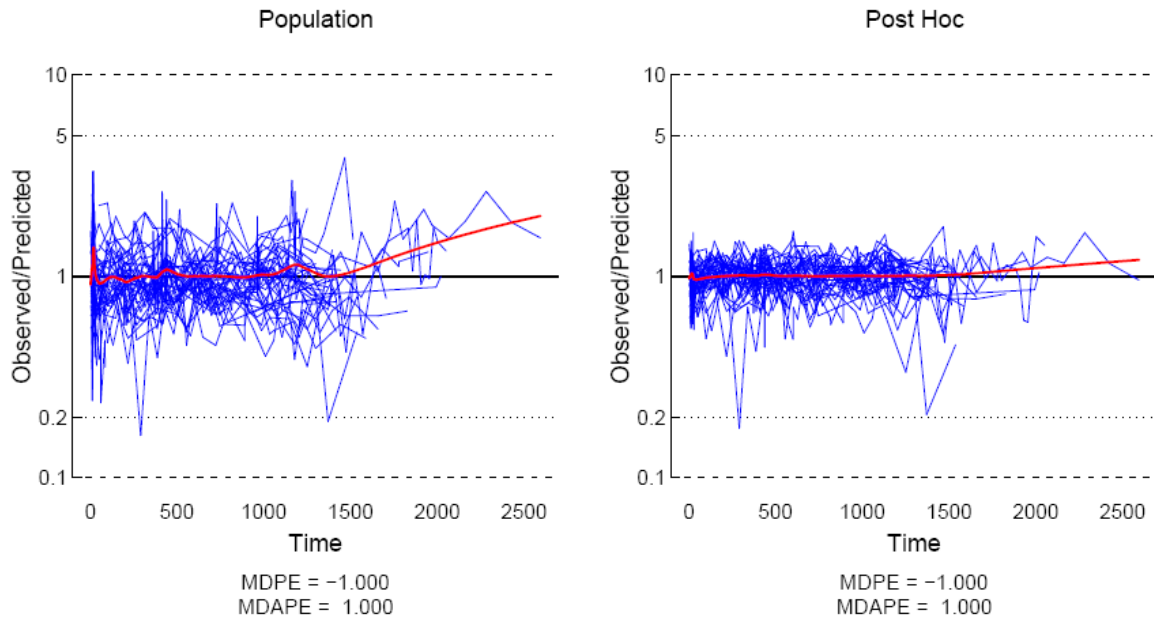 Population
10
5
1
0.2
0.1
Observed/Predicted
0 500 1000 1500 2000 2500
Time
MDPE = −1.000
MDAPE = 1.000
Post Hoc
10
5
1
0.2
0.1
Observed/Predicted
0 500 1000 1500 2000 2500
Time
MDPE = −1.000
MDAPE = 1.000